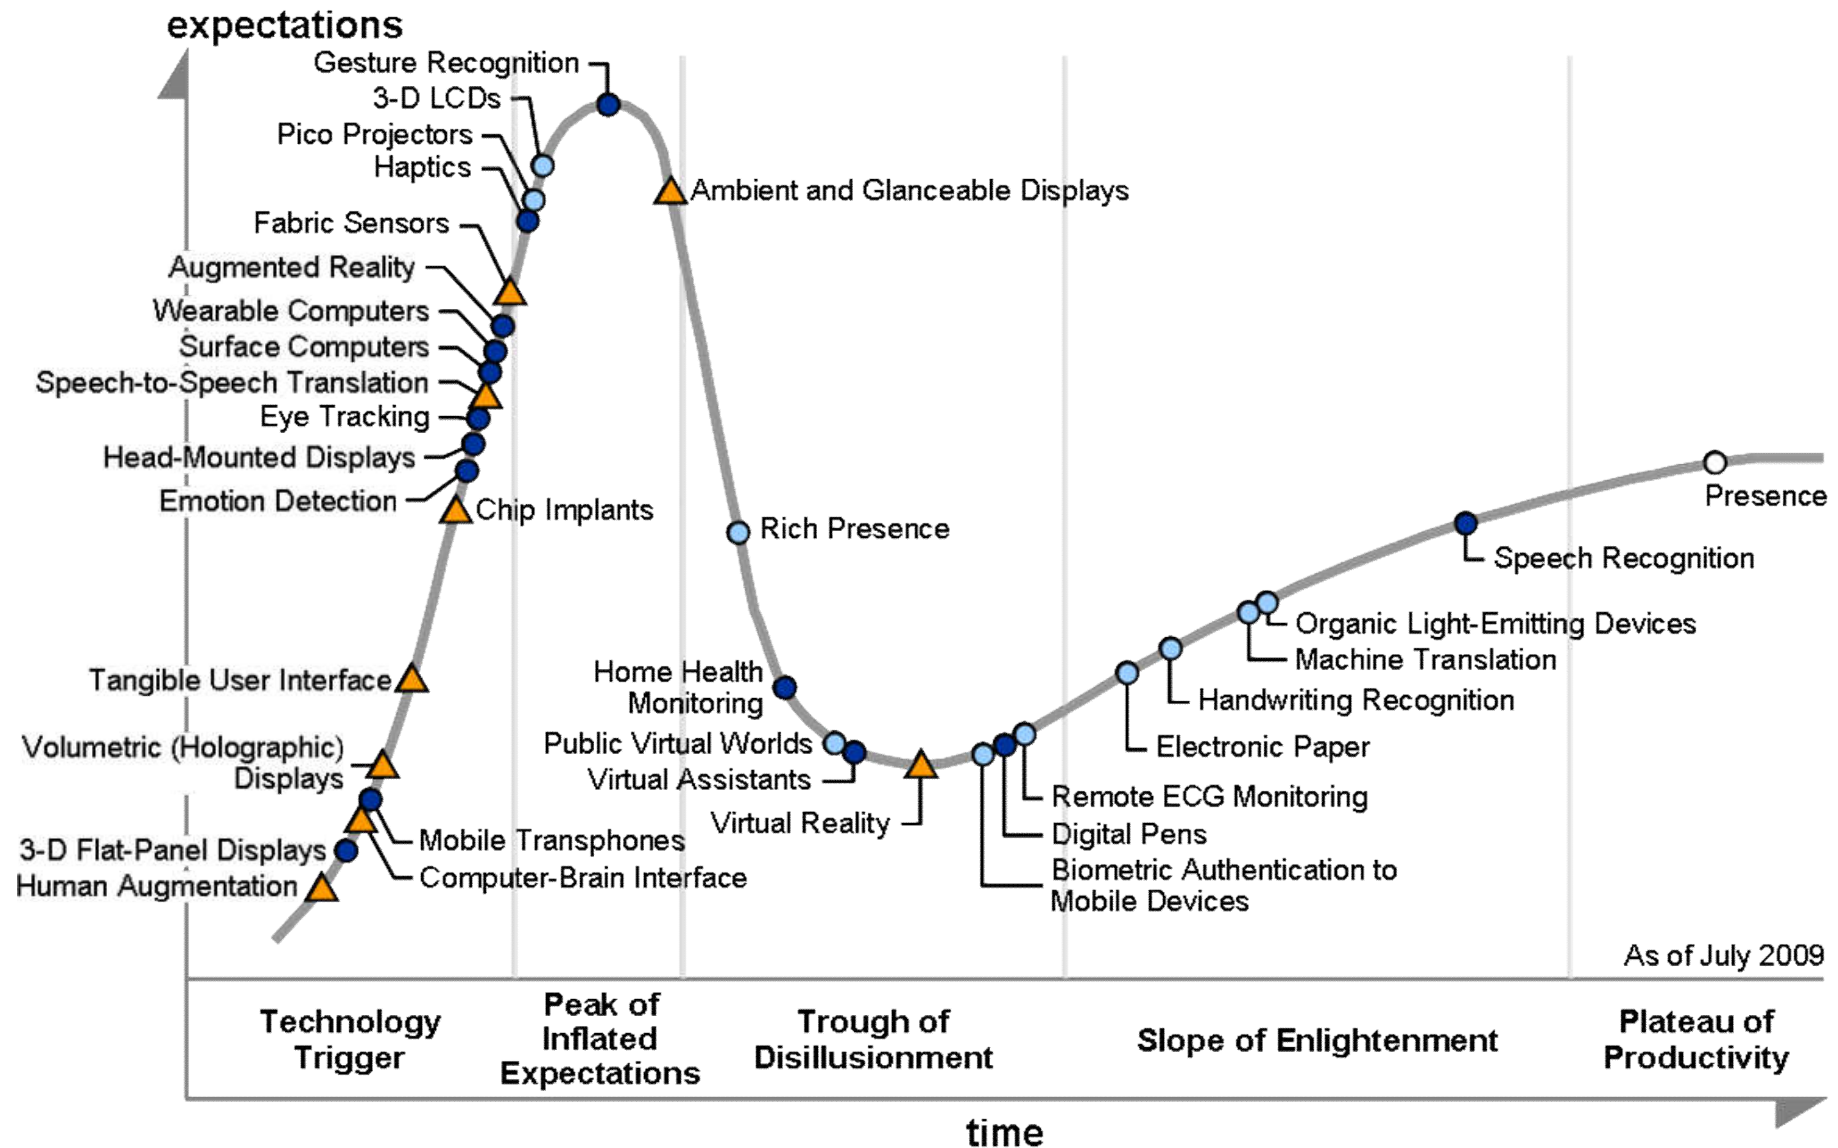 expectations
Gesture Recognition
3-D LCDs
Pico Projectors
Haptics
Fabric Sensors
Augmented Reality
Wearable Computers
Surface Computers
Speech-to-Speech Translation
Eye Tracking
Head-Mounted Displays
Emotion Detection
Chip Implants
Tangible User Interface
Volumetric (Holographic)
Displays
Mobile Transphones
3-D Flat-Panel Displays
Computer-Brain Interface
Human Augmentation
Ambient and Glanceable Displays
Rich Presence
Home Health
Monitoring
Public Virtual Worlds
Virtual Assistants
Virtual Reality
Presence
Speech Recognition
Organic Light-Emitting Devices
Machine Translation
Handwriting Recognition
Electronic Paper
Remote ECG Monitoring
Digital Pens
Biometric Authentication to
Mobile Devices
As of July 2009
Technology
Trigger
Peak of
Inflated
Expectations
Trough of
Disillusionment
Slope of Enlightenment
Plateau of
Productivity
time